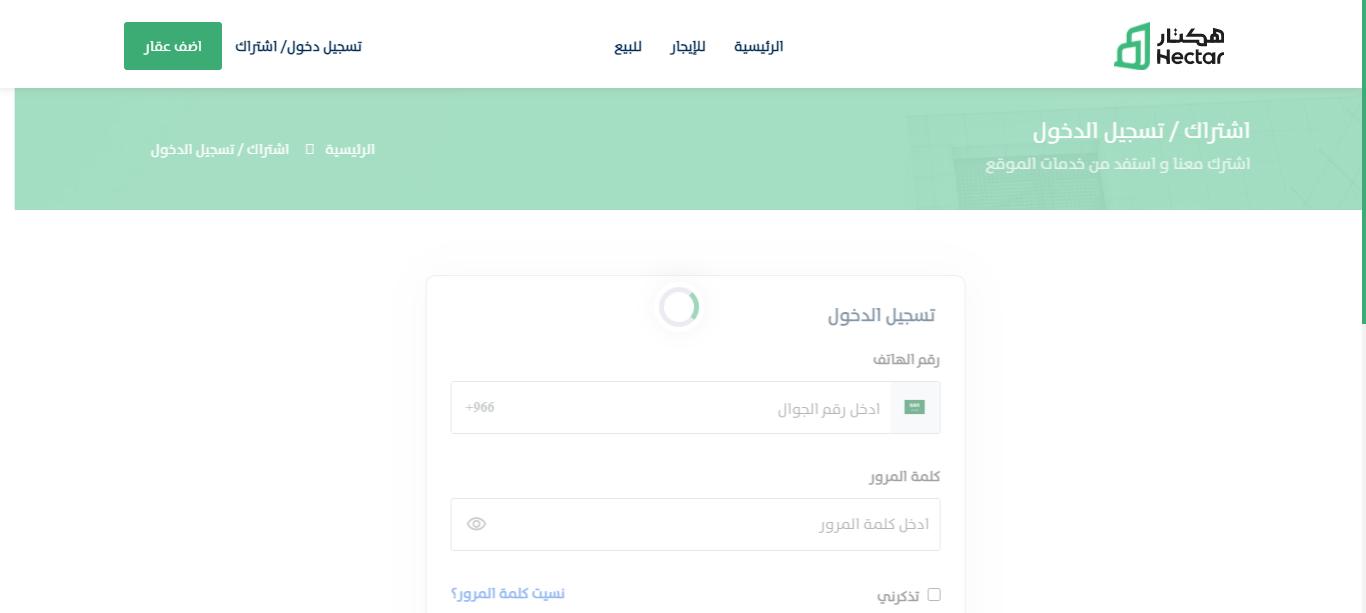 هكتار
Hectar
الرئيسية
للإيجار
للبيع
تسجيل دخول/ اشتراك
اضف عقار
اشتراك / تسجيل الدخول
اشترك معنا و استفد من خدمات الموقع
الرئيسية اشتراك / تسجيل الدخول
تسجيل الدخول
رقم الهاتف
ادخل رقم الجوال
+966
كلمة المرور
ادخل كلمة المرور
تذكرني
نسيت كلمة المرور؟